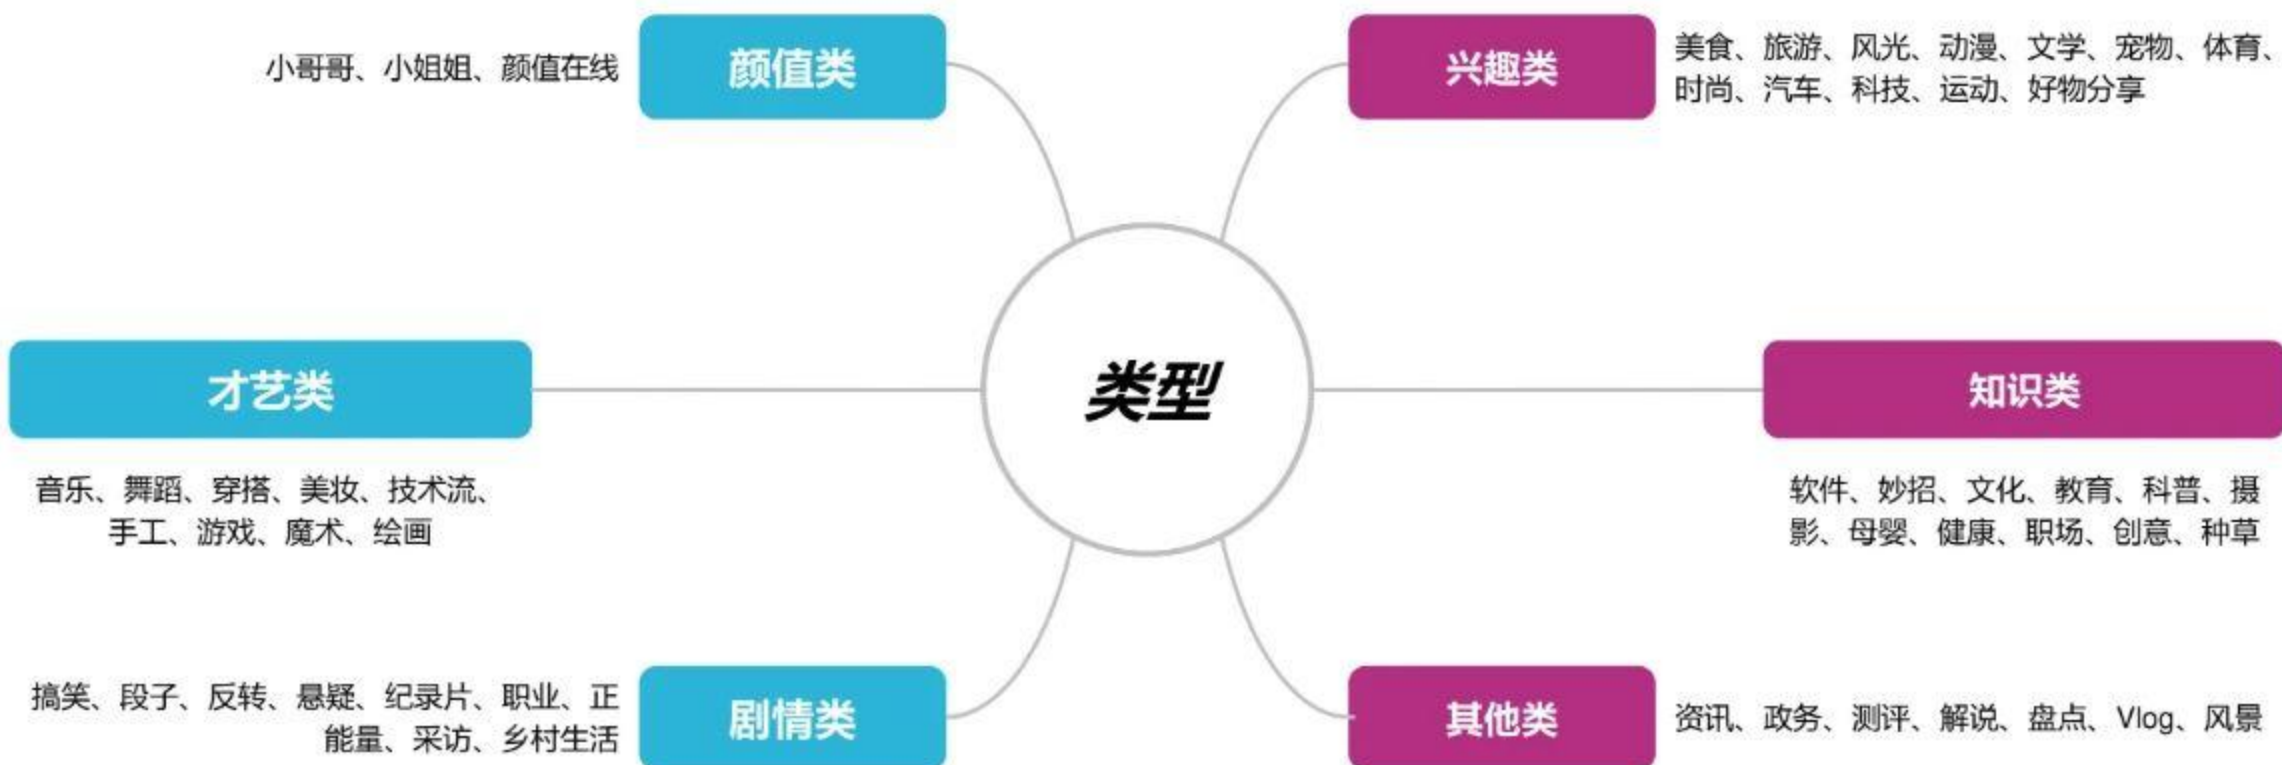 小哥哥、小姐姐、颜值在线
颜值类
兴趣类
美食、旅游、风光、动漫、文学、宠物、体育、
时尚、汽车、科技、运动、好物分享
才艺类
音乐、舞蹈、穿搭、美妆、技术流、
手工、游戏、魔术、绘画
类型
知识类
软件、妙招、文化、教育、科普、摄
影、母婴、健康、职场、创意、种草
搞笑、段子、反转、悬疑、纪录片、职业、正
能量、采访、乡村生活
剧情类
其他类
资讯、政务、测评、解说、盘点、Vlog、风景